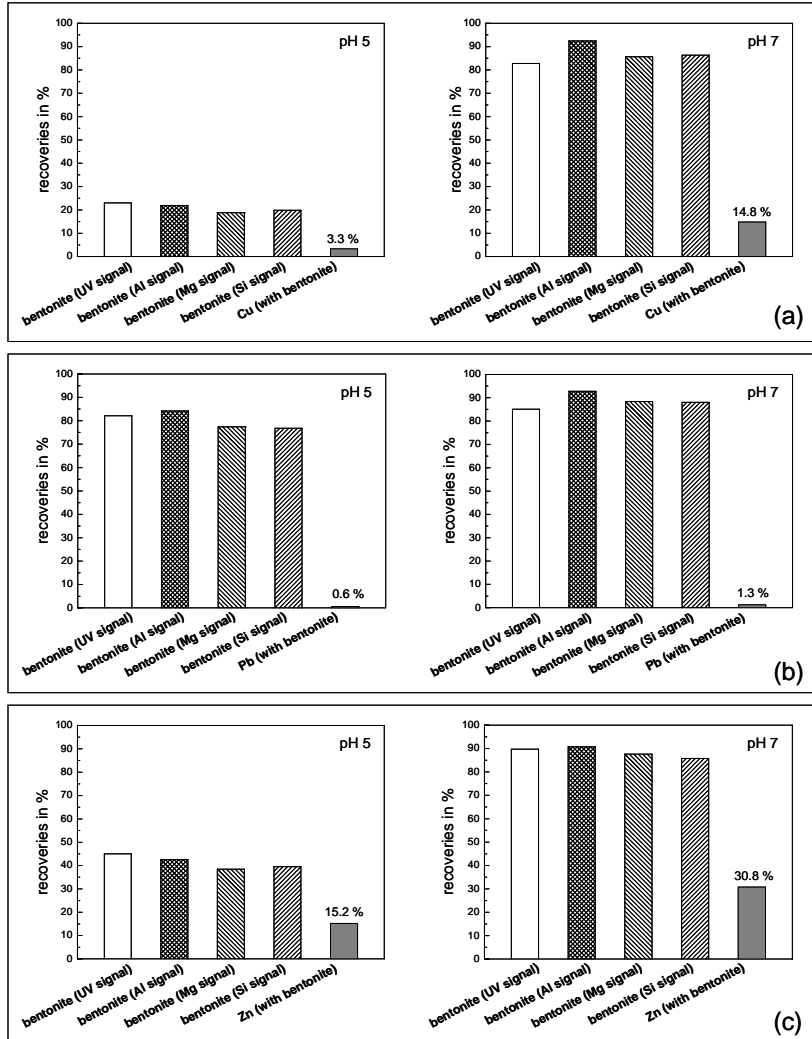 pH 5
recoveries in %
100
90
80
70
60
50
40
30
20
10
0
3.3 %
bentonite (UV signal)
bentonite (Al signal)
bentonite (Mg signal)
bentonite (Si signal)
Cu (with bentonite)
pH 7
recoveries in %
100
90
80
70
60
50
40
30
20
10
0
14.8 %
bentonite (UV signal)
bentonite (Al signal)
bentonite (Mg signal)
bentonite (Si signal)
Cu (with bentonite)
(a)
pH 5
recoveries in %
100
90
80
70
60
50
40
30
20
10
0
0.6 %
bentonite (UV signal)
bentonite (Al signal)
bentonite (Mg signal)
bentonite (Si signal)
Pb (with bentonite)
pH 7
recoveries in %
100
90
80
70
60
50
40
30
20
10
0
1.3 %
bentonite (UV signal)
bentonite (Al signal)
bentonite (Mg signal)
bentonite (Si signal)
Pb (with bentonite)
(b)
pH 5
recoveries in %
100
90
80
70
60
50
40
30
20
10
0
15.2 %
bentonite (UV signal)
bentonite (Al signal)
bentonite (Mg signal)
bentonite (Si signal)
Zn (with bentonite)
pH 7
recoveries in %
100
90
80
70
60
50
40
30
20
10
0
30.8 %
bentonite (UV signal)
bentonite (Al signal)
bentonite (Mg signal)
bentonite (Si signal)
Zn (with bentonite)
(c)